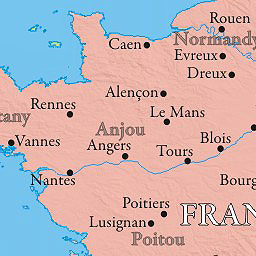 Rouen
Normandy
Caen
Evreux
Dreux
Alençon
Rennes
Le Mans
tany
Anjou
Vannes
Angers
Blois
Tours
Nantes
Bourg
Poitiers
Lusignan
FRAN
Poitou